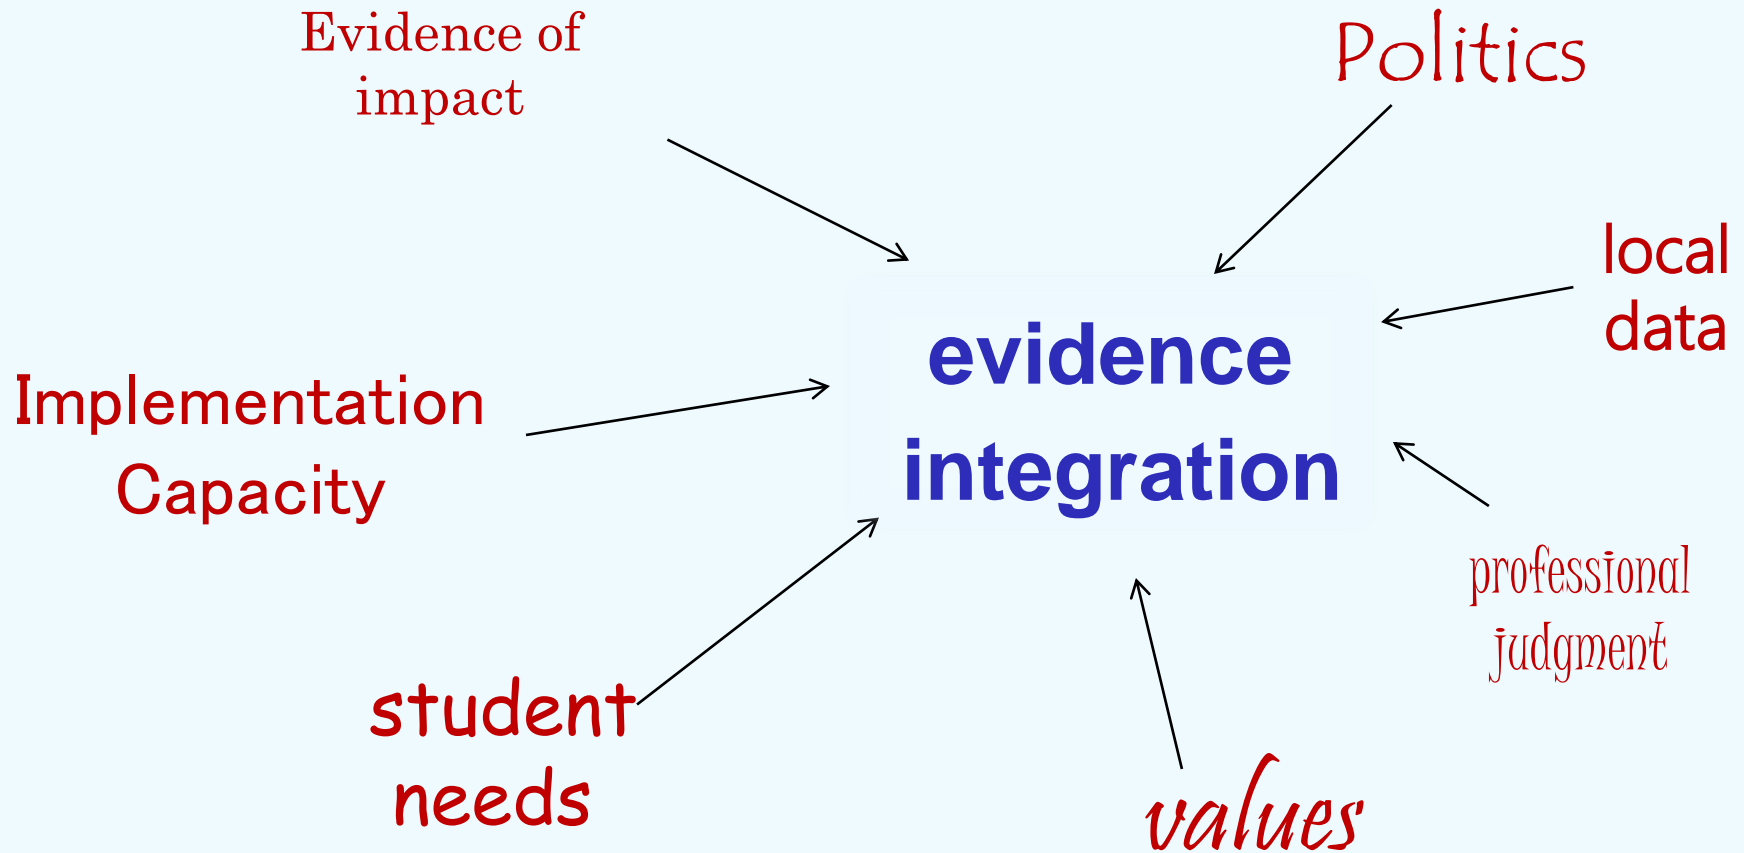 Evidence of
impact
Politics
local
data
evidence
integration
Implementation
Capacity
professional
judgment
student
needs
values